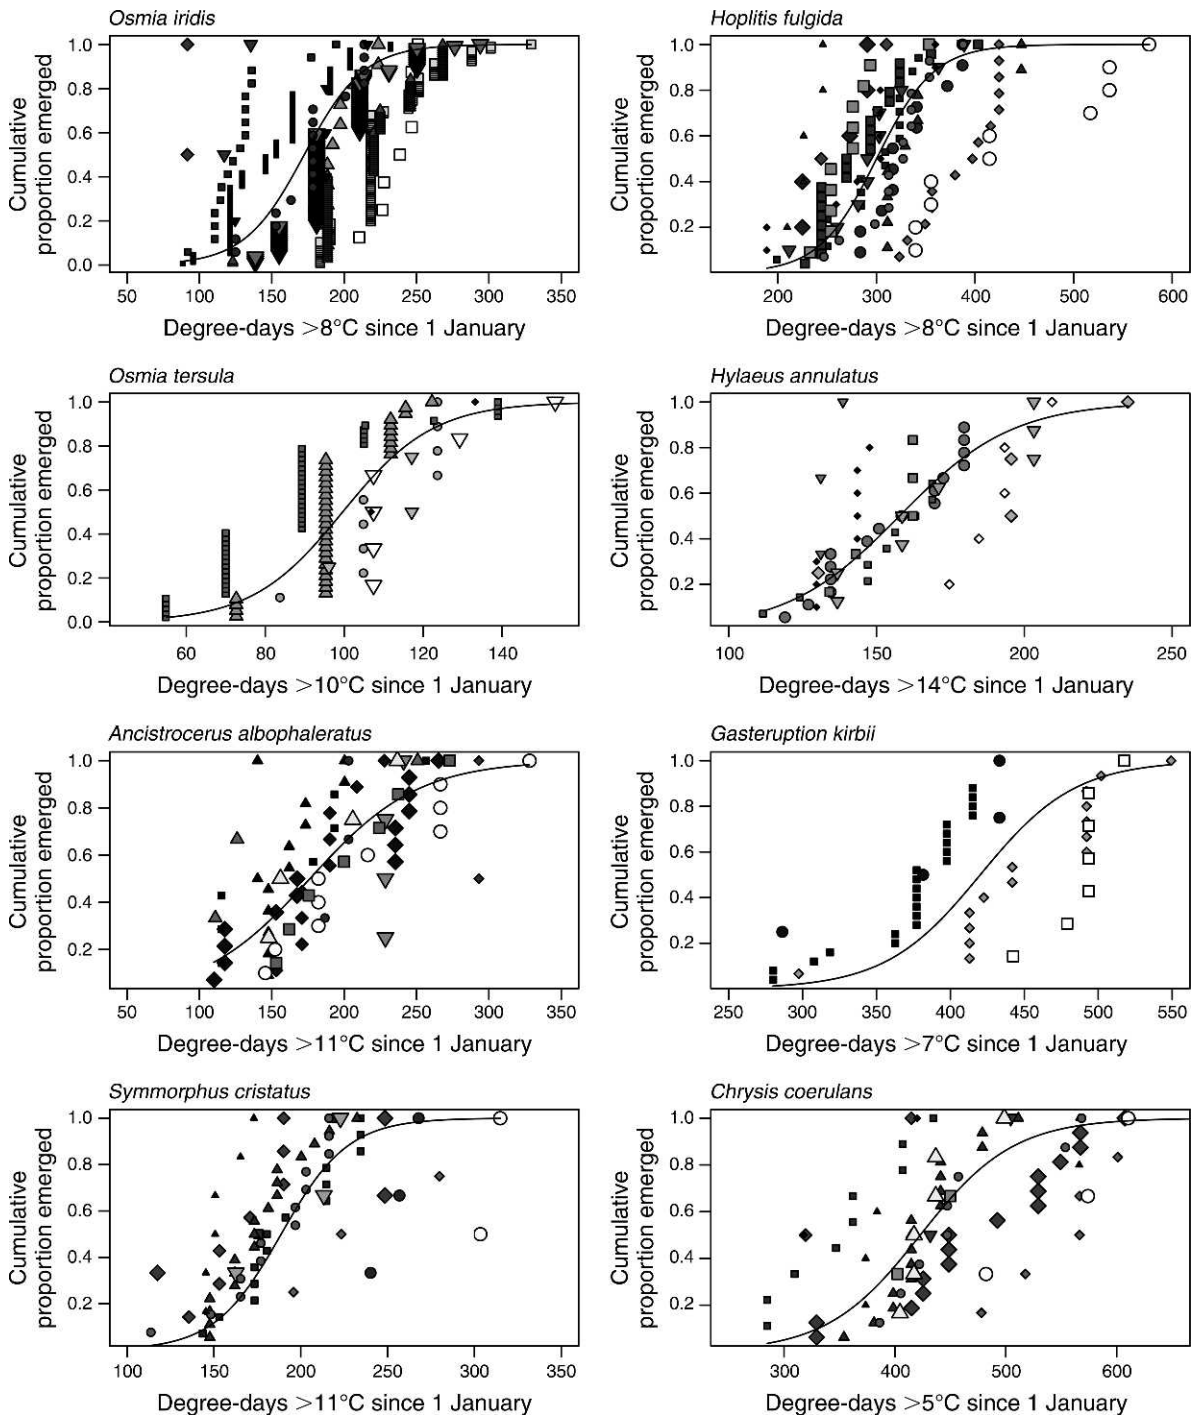 Osmia iridis
Cumulative
proportion emerged
1.0
0.8
0.6
0.4
0.2
0.0
50 100 150 200 250 300 350
Degree-days >8°C since 1 January
Hoplitis fulgida
Cumulative
proportion emerged
1.0
0.8
0.6
0.4
0.2
200 300 400 500 600
Degree-days >8°C since 1 January
Osmia tersula
Cumulative
proportion emerged
1.0
0.8
0.6
0.4
0.2
0.0
60 80 100 120 140
Degree-days >10°C since 1 January
Hylaeus annulatus
Cumulative
proportion emerged
1.0
0.8
0.6
0.4
0.2
100 150 200 250
Degree-days >14°C since 1 January
Ancistrocerus albophaleratus
Cumulative
proportion emerged
1.0
0.8
0.6
0.4
0.2
50 100 150 200 250 300 350
Degree-days >11°C since 1 January
Gasteruption kirbii
Cumulative
proportion emerged
1.0
0.8
0.6
0.4
0.2
250 300 350 400 450 500 550
Degree-days >7°C since 1 January
Symmorphus cristatus
Cumulative
proportion emerged
1.0
0.8
0.6
0.4
0.2
100 150 200 250 300 350
Degree-days >11°C since 1 January
Chrysis coerulans
Cumulative
proportion emerged
1.0
0.8
0.6
0.4
0.2
300 400 500 600
Degree-days >5°C since 1 January